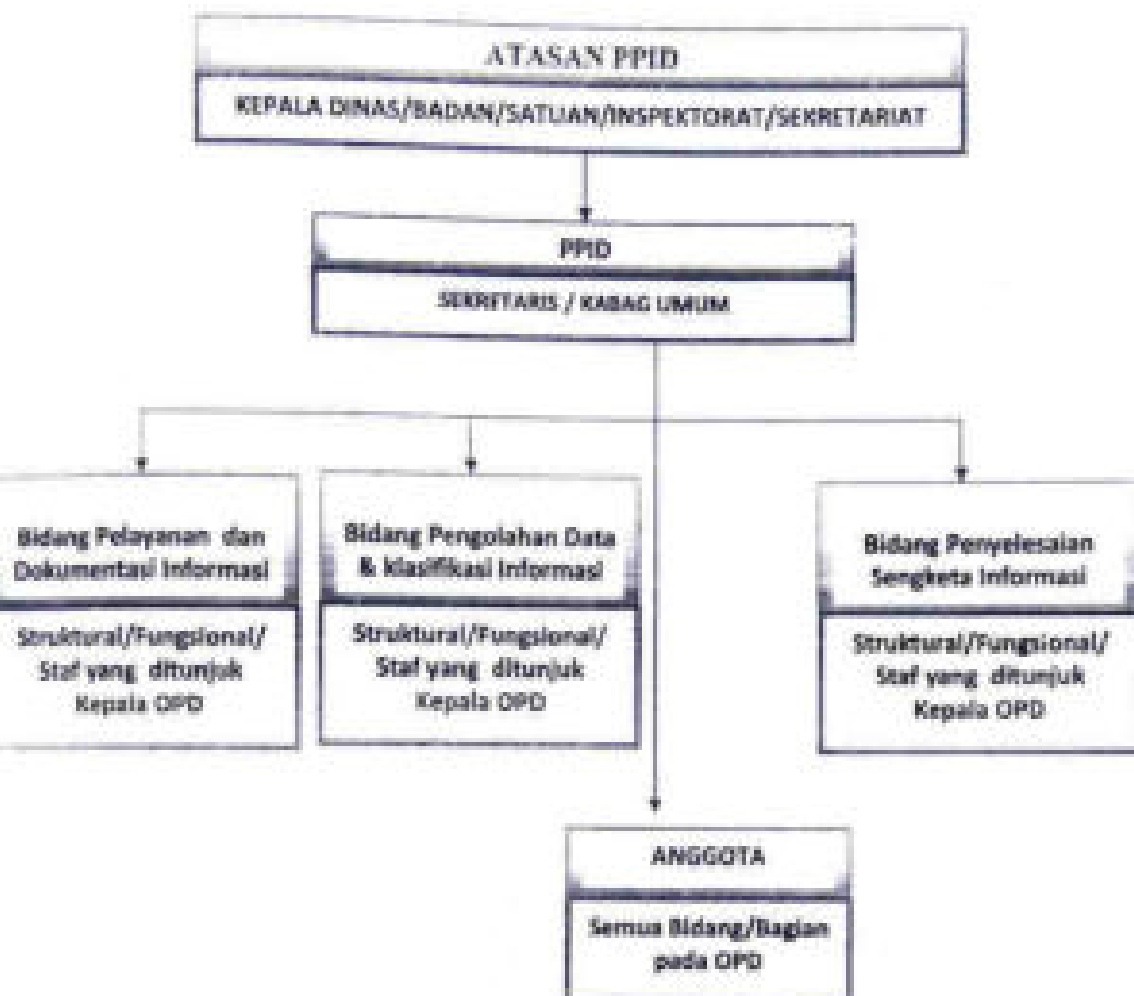 ATASAN PPID
KEPALA DINAS/BADAN/SATUAN/INSPEKTORAT/SEKRETARIAT
PPID
SEKRETARIS / KABAG UMUM
Bidang Pelayanan dan
Dokumentasi Informasi
Struktural/Fungsional/
Staf yang ditunjuk
Kepala OPD
Bidang Pengolahan Data
& klasifikasi Informasi
Struktural/Fungsional/
Staf yang ditunjuk
Kepala OPD
Bidang Penyelesaian
Sengketa Informasi
Struktural/Fungsional/
Staf yang ditunjuk
Kepala OPD
ANGGOTA
Semua Bidang/Bagian
pada OPD